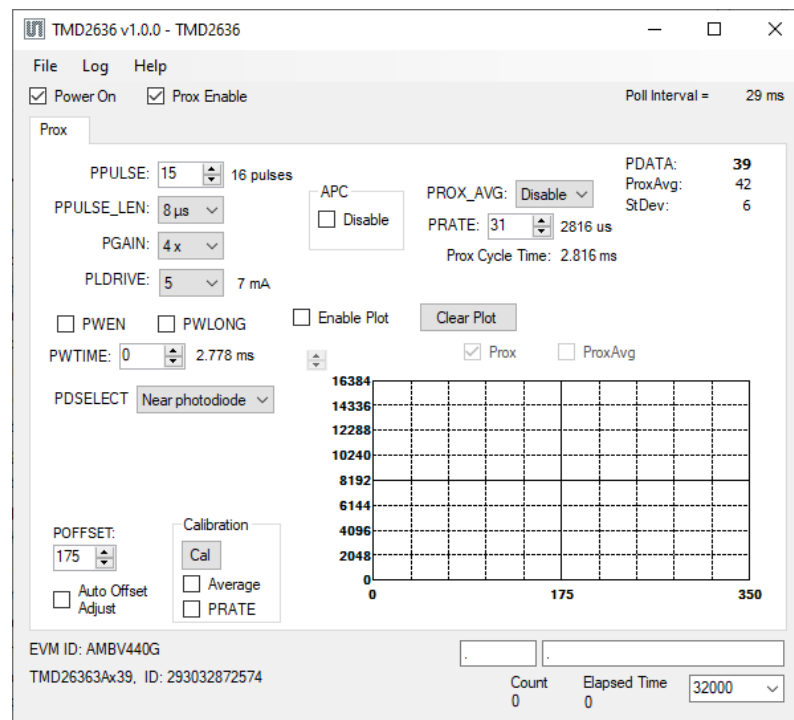 TMD2636 v1.0.0 - TMD2636
File Log Help
Power On Prox Enable Poll Interval = 29 ms
Prox
PPULSE: 15 16 pulses
PPULSE_LEN: 8 µs
PGAIN: 4 x
PLDRIVE: 5 7 mA
APC
Disable
PROX_AVG: Disable
PRATE: 31 2816 us
Prox Cycle Time: 2.816 ms
PDATA: 39
ProxAvg: 42
StDev: 6
PWEN PWLONG
PWTIME: 0 2.778 ms
PDSELECT Near photodiode
Enable Plot Clear Plot
Prox ProxAvg
16384
14336
12288
10240
8192
6144
4096
2048
0
0 175 350
POFFSET:
175
Auto Offset
Adjust
Calibration
Cal
Average
PRATE
EVM ID: AMBV440G
TMD26363Ax39, ID: 293032872574
. .
Count Elapsed Time 32000
0 0